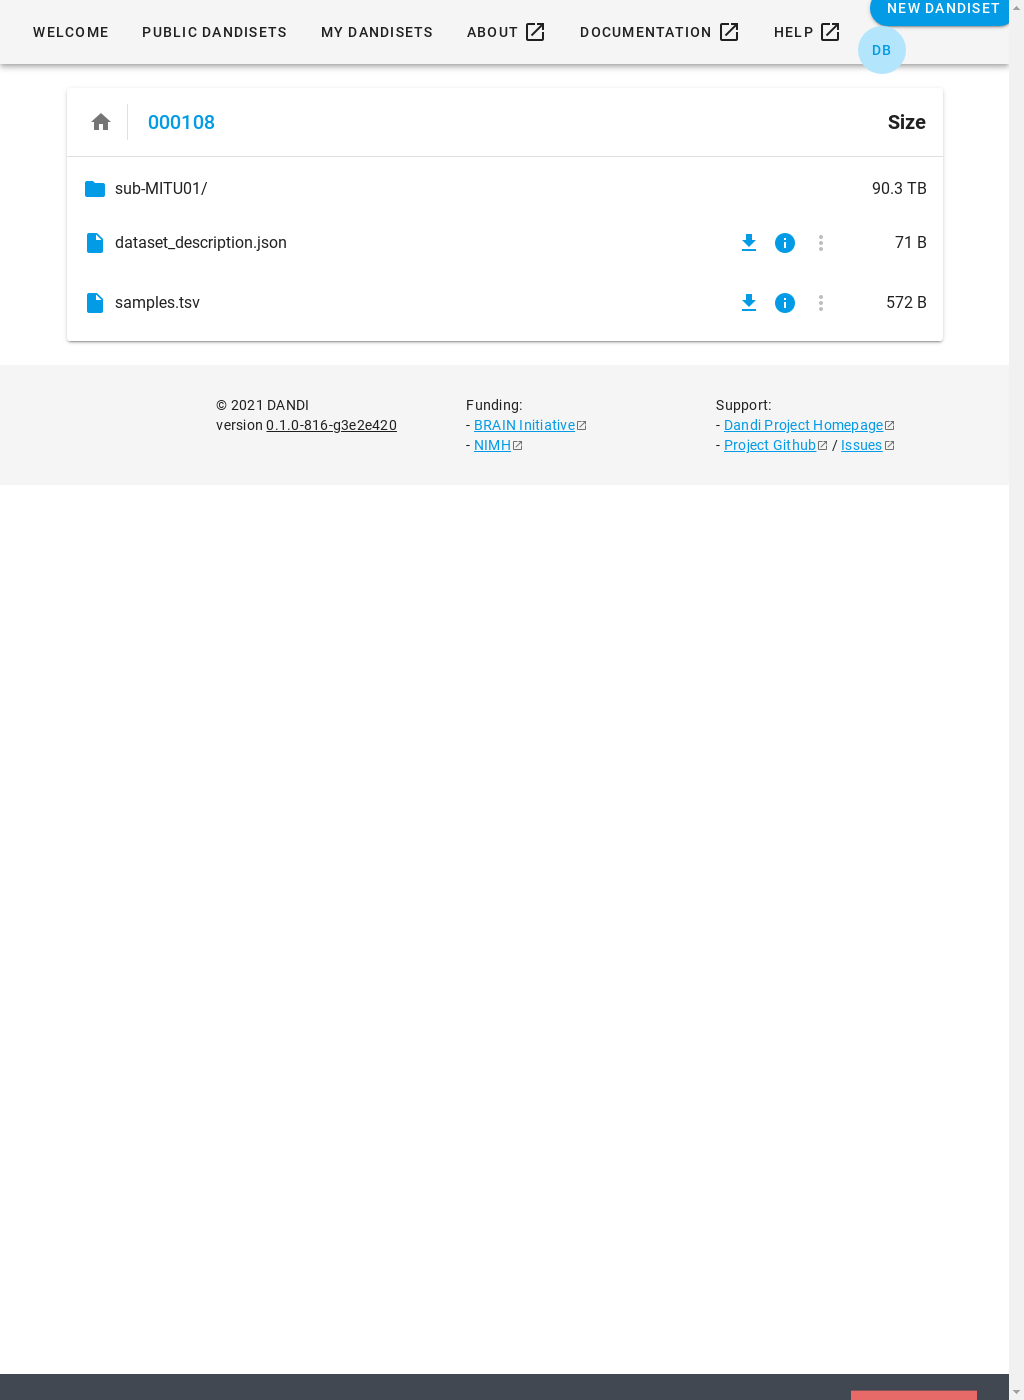 NEW DANDISET
WELCOME PUBLIC DANDISETS MY DANDISETS ABOUT DOCUMENTATION HELP
DB
000108 Size
sub-MITU01/ 90.3 TB
dataset_description.json 71 B
samples.tsv 572 B
© 2021 DANDI
version 0.1.0-816-g3e2e420
Funding:
- BRAIN Initiative
- NIMH
Support:
- Dandi Project Homepage
- Project Github / Issues